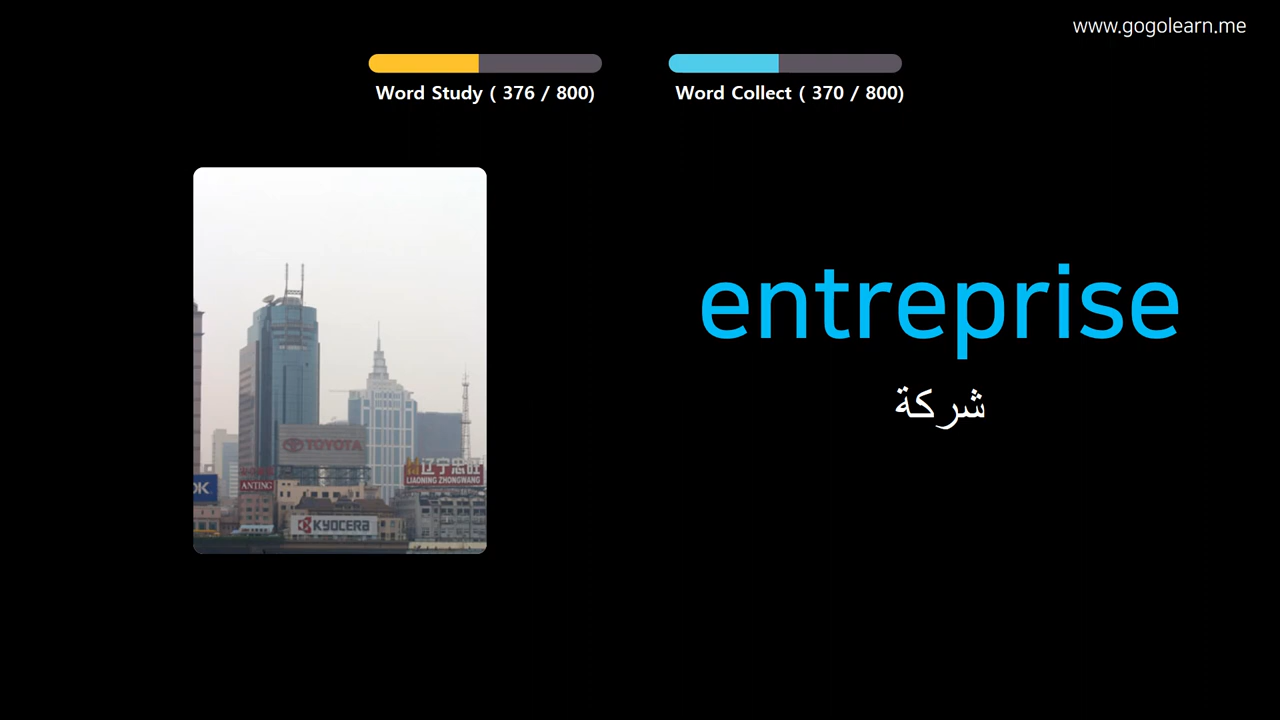 www.gogolearn.me
Word Study ( 376 / 800)
Word Collect ( 370 / 800)
entreprise
شركة
TOYOTA
辽宁忠旺
LIAONING ZHONGWANG
OK
ANTING
KYOCERA